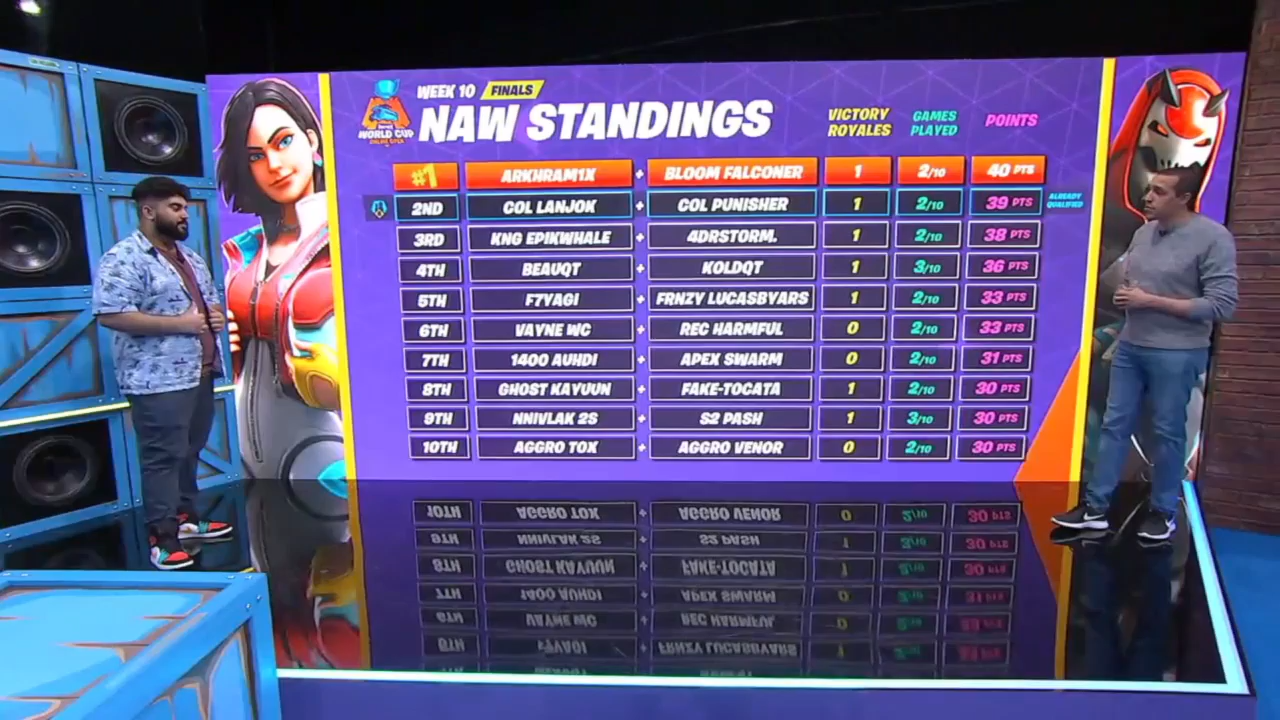 WEEK 10 FINALS
NAW STANDINGS
WORLD CUP
ONLINE OPEN
VICTORY ROYALES
GAMES PLAYED
POINTS
#1 ARKHRAM1X + BLOOM FALCONER 1 2/10 40 PTS
2ND COL LANJOK + COL PUNISHER 1 2/10 39 PTS ALREADY QUALIFIED
3RD KNG EPIKWHALE + 4DRSTORM. 1 2/10 38 PTS
4TH BEAUQT + KOLDQT 1 3/10 36 PTS
5TH F7YAGI + FRNZY LUCASBVARS 1 2/10 33 PTS
6TH VAYNE WC + REC HARMFUL 0 2/10 33 PTS
7TH 1400 AUHDI + APEX SWARM 0 2/10 31 PTS
8TH GHOST KAYUUN + FAKE-TOCATA 1 2/10 30 PTS
9TH NNIVLAK 2S + S2 PASH 1 3/10 30 PTS
10TH AGGRO TOX + AGGRO VENOR 0 2/10 30 PTS